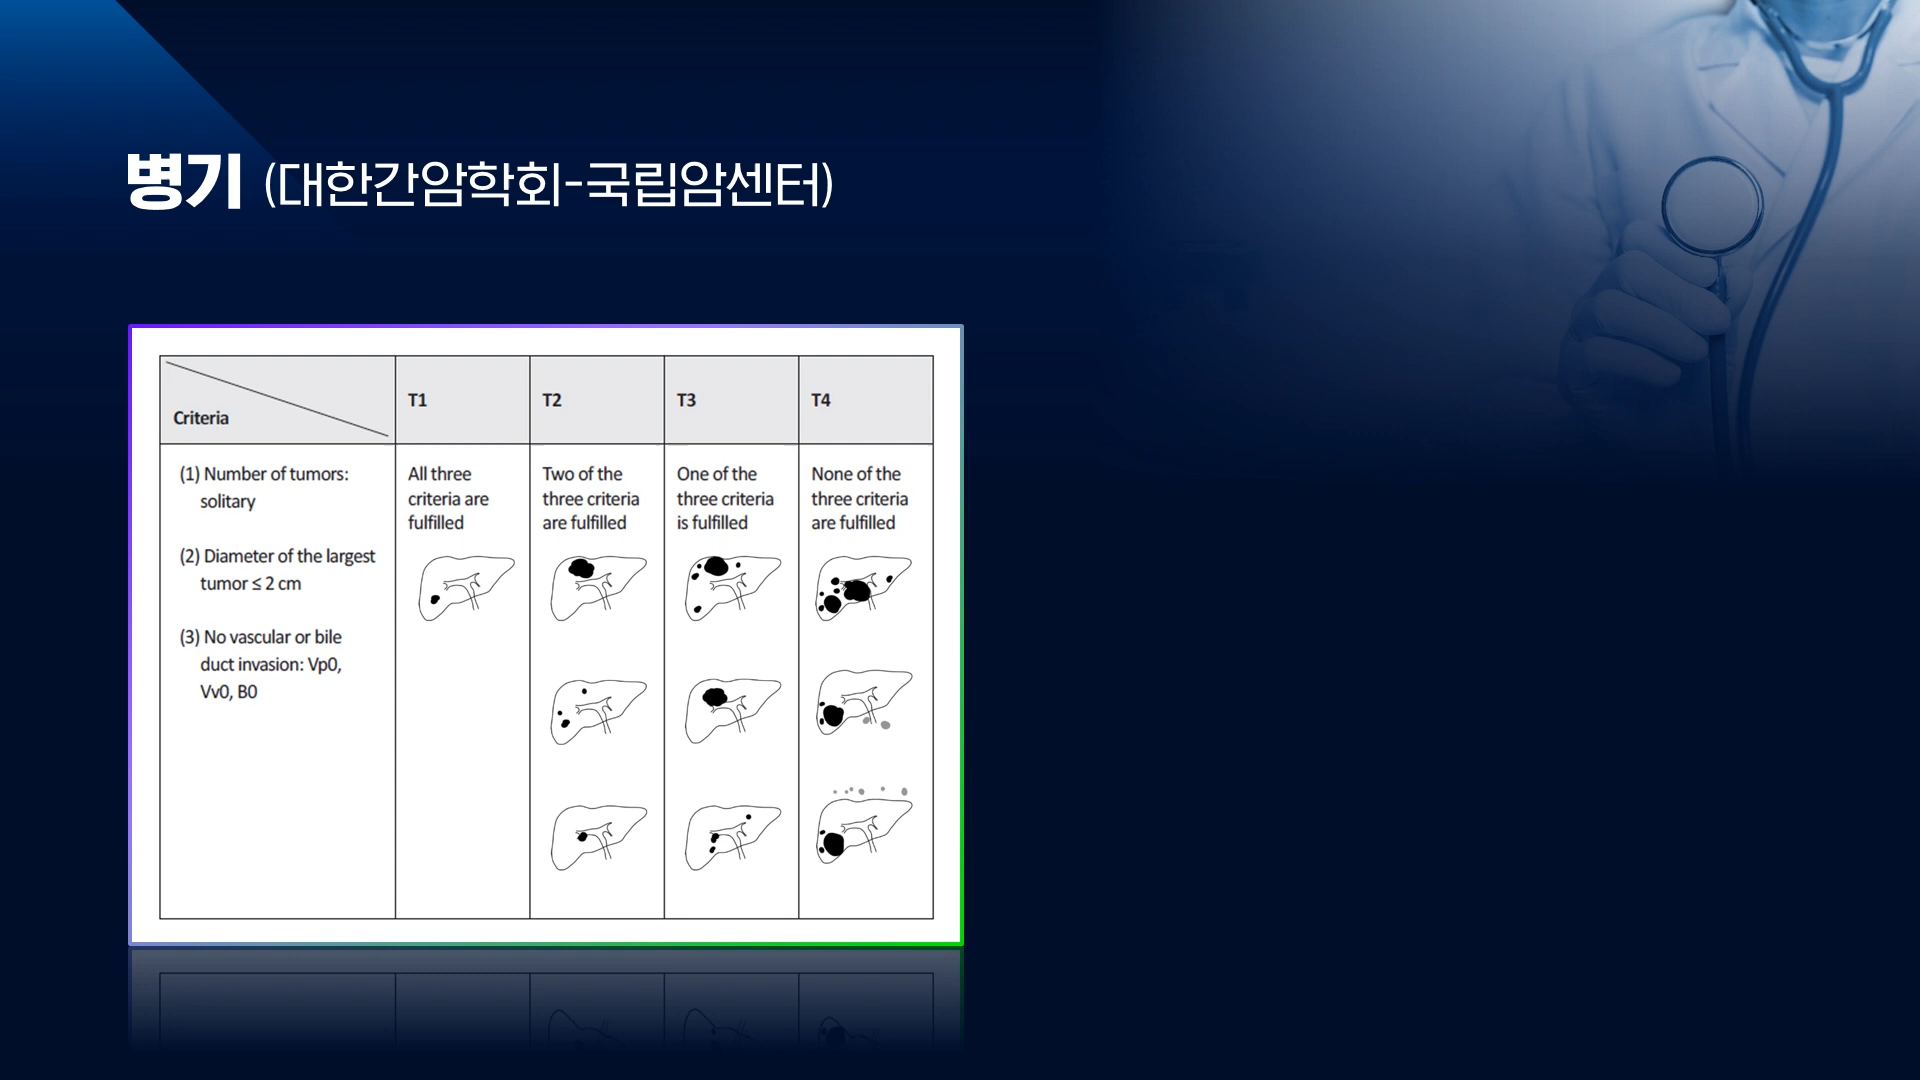 병기 (대한간암학회-국립암센터)
Criteria
T1
T2
T3
T4
(1) Number of tumors:
solitary
(2) Diameter of the largest
tumor ≤ 2 cm
(3) No vascular or bile
duct invasion: Vp0,
Vv0, B0
All three
criteria are
fulfilled
Two of the
three criteria
are fulfilled
One of the
three criteria
is fulfilled
None of the
three criteria
are fulfilled